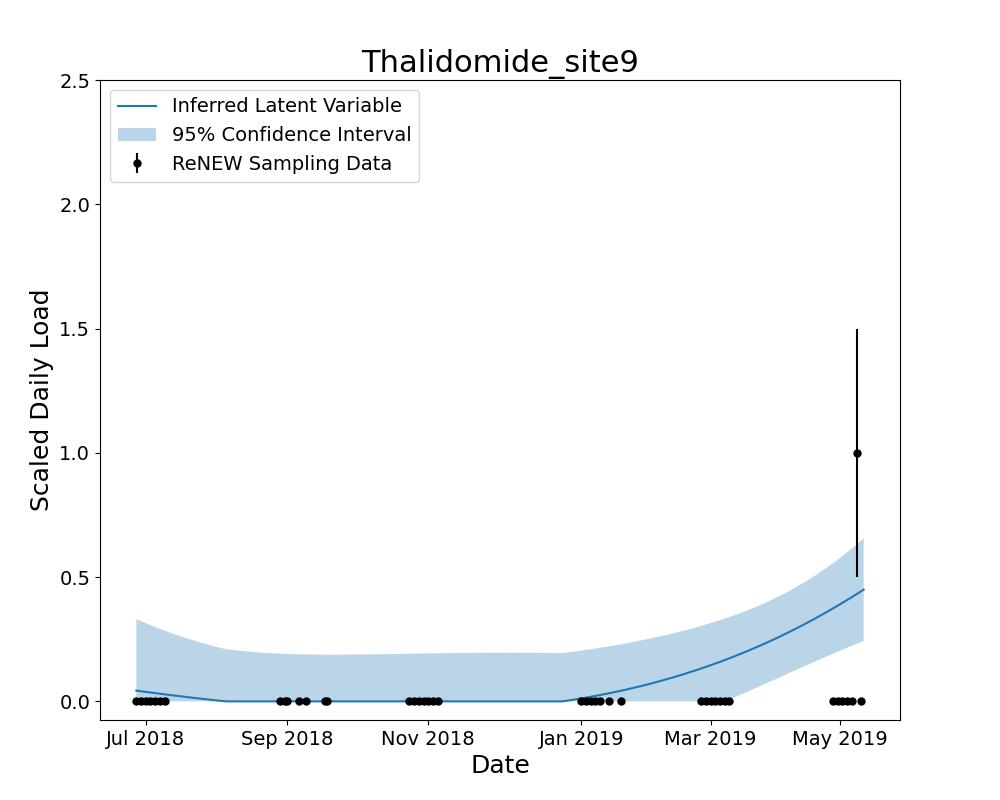 Thalidomide_site9
2.5
2.0
1.5
1.0
0.5
0.0
Scaled Daily Load
Inferred Latent Variable
95% Confidence Interval
ReNEW Sampling Data
Jul 2018 Sep 2018 Nov 2018 Jan 2019 Mar 2019 May 2019
Date